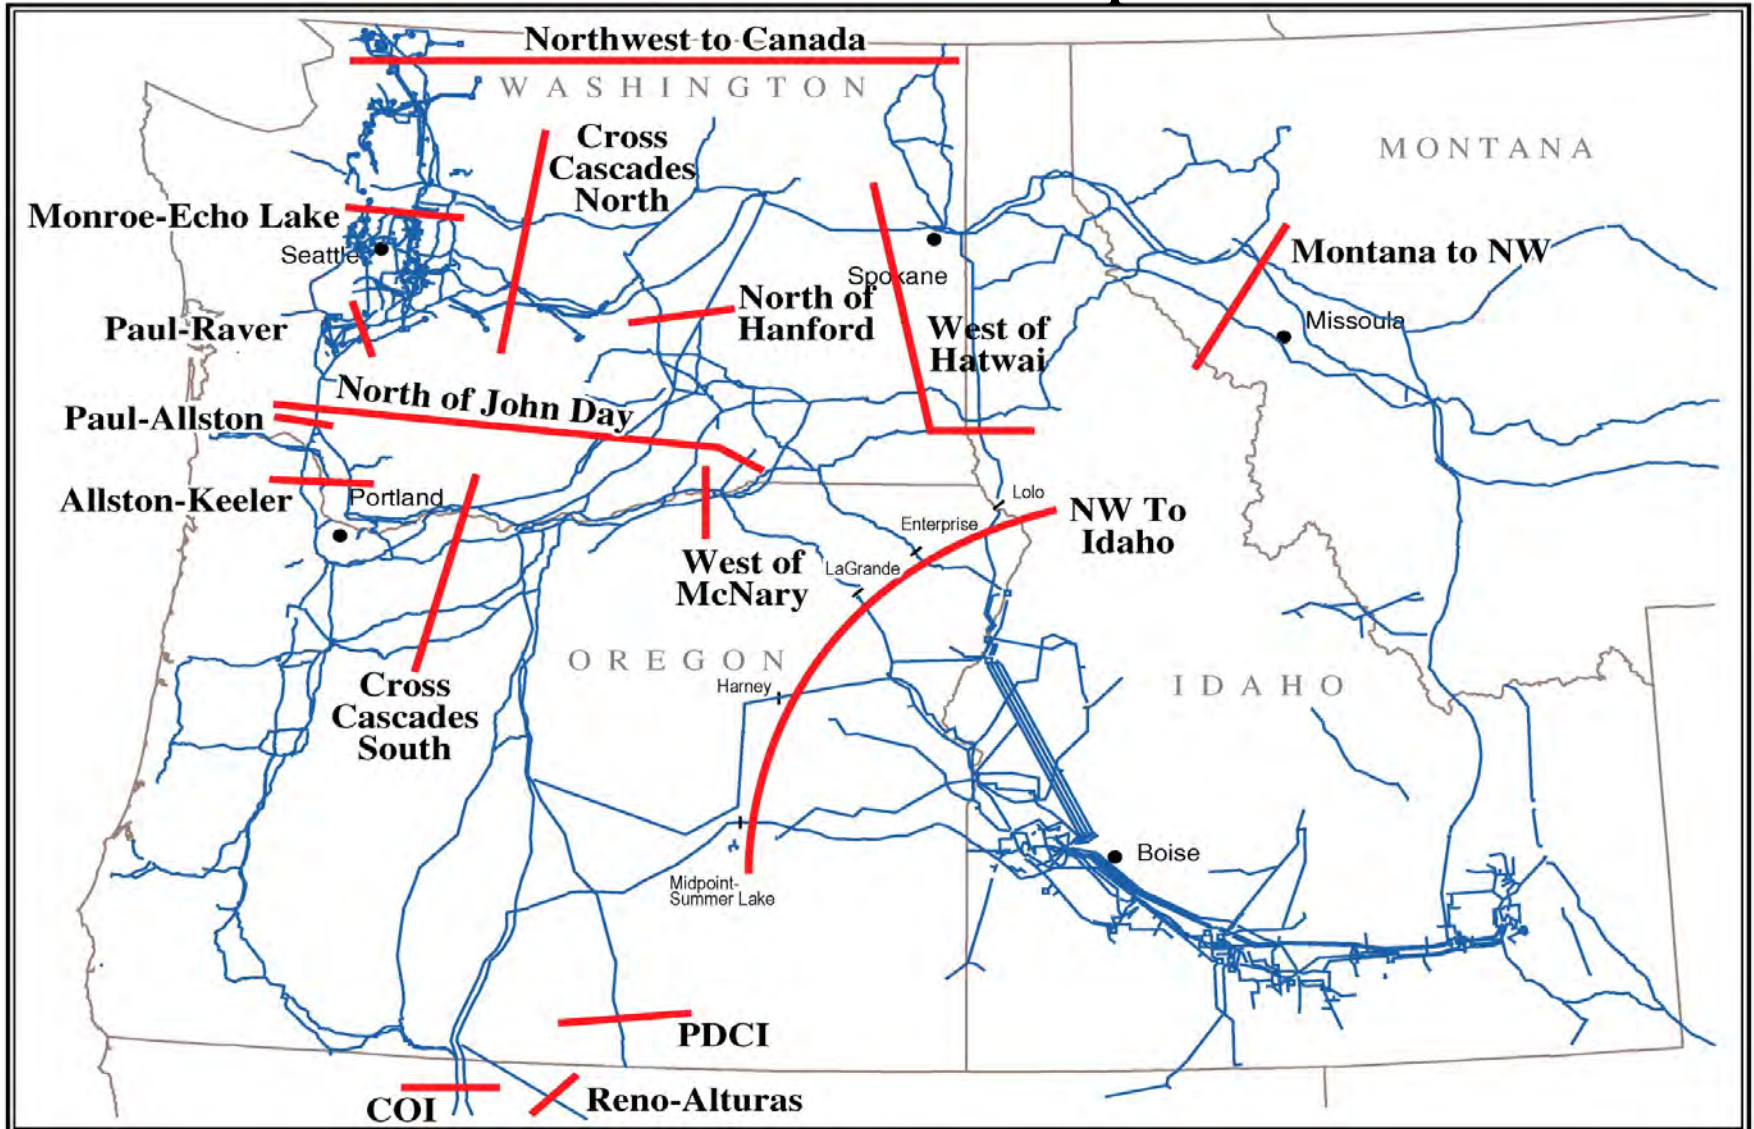 Northwest to Canada
WASHINGTON
MONTANA
Cross
Cascades
North
Monroe-Echo Lake
Seattle
Montana to NW
Spokane
North of
Hanford
West of
Hatwai
Missoula
Paul-Raver
North of John Day
Paul-Allston
Allston-Keeler
Portland
Lolo
Enterprise
NW To
Idaho
LaGrande
West of
McNary
OREGON
Harney
IDAHO
Cross
Cascades
South
Boise
Midpoint-
Summer Lake
PDCI
COI
Reno-Alturas